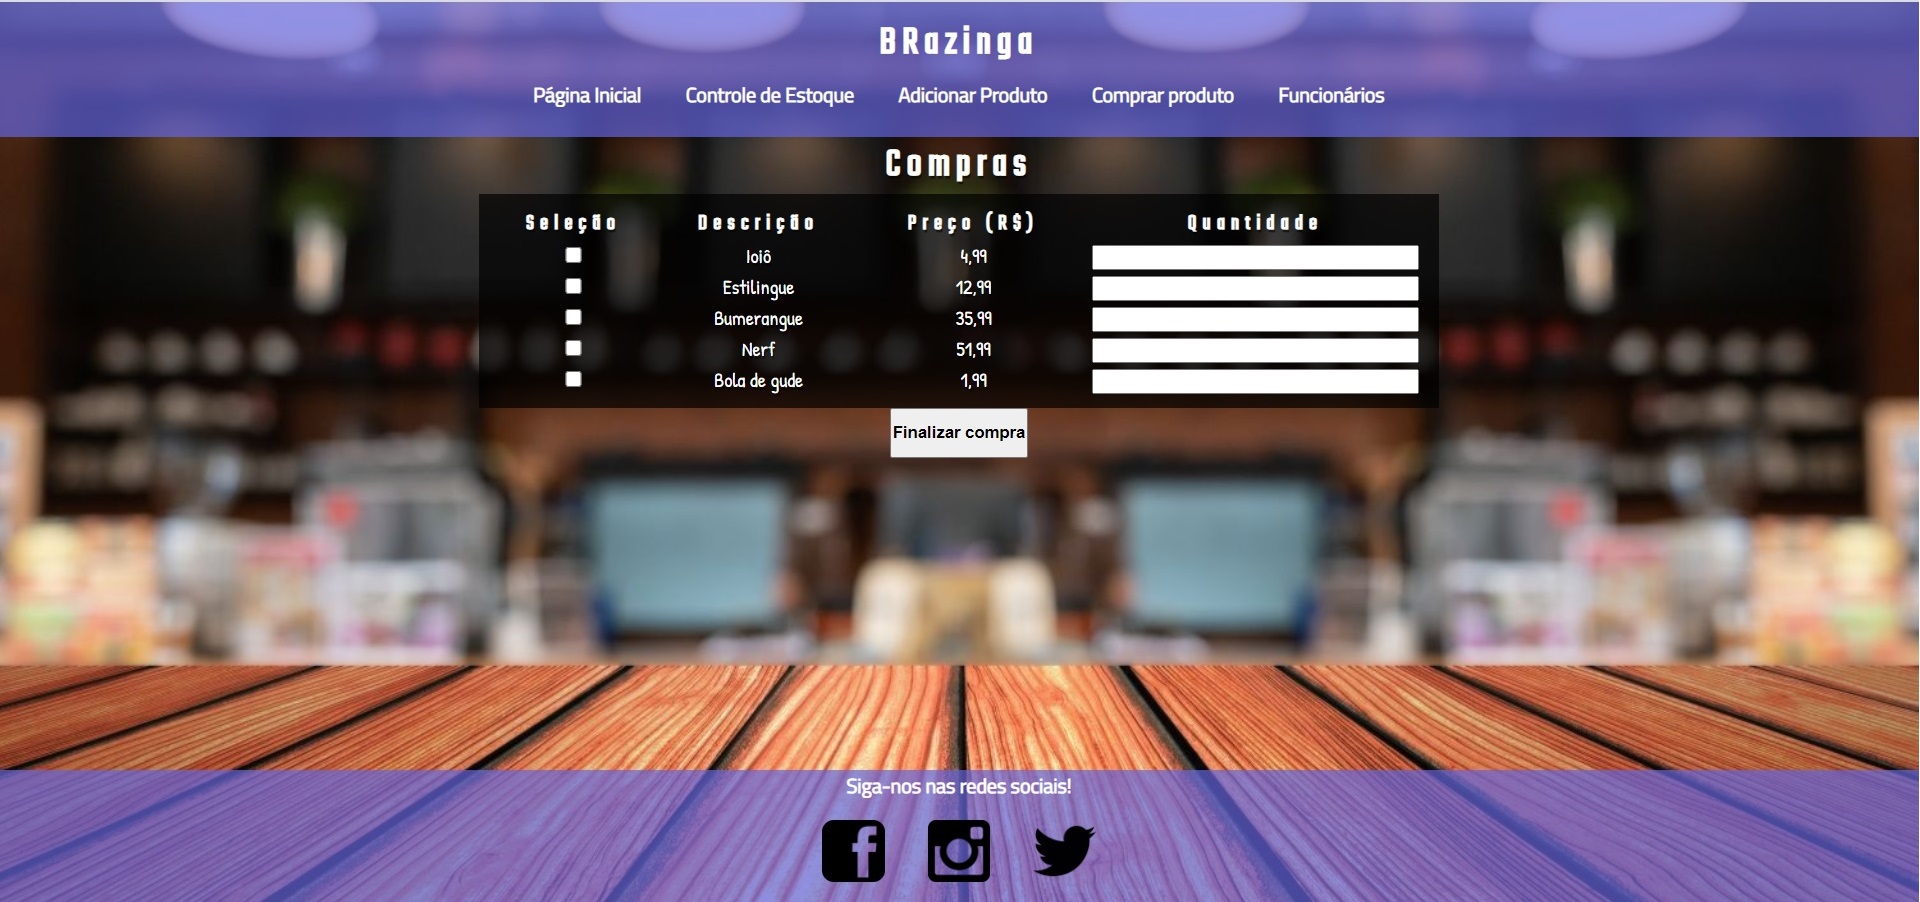 BRazinga
Página Inicial Controle de Estoque Adicionar Produto Comprar produto Funcionários
Compras
Seleção Descrição Preço (R$) Quantidade
Ioiô 4,99
Estilingue 12,99
Bumerangue 35,99
Nerf 51,99
Bola de gude 1,99
Finalizar compra
Siga-nos nas redes sociais!